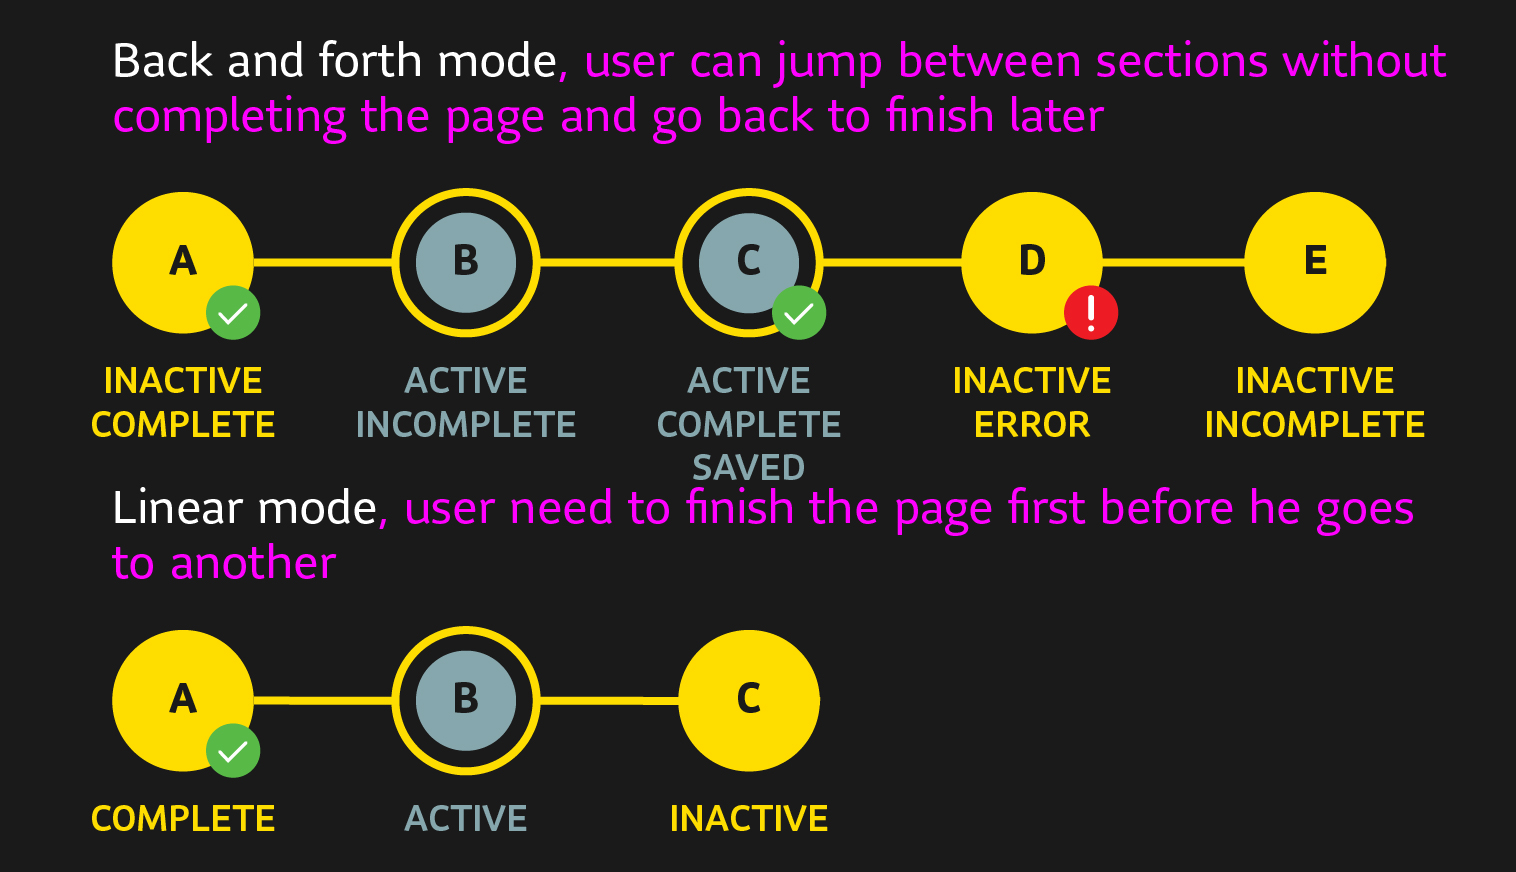 Back and forth mode, user can jump between sections without
completing the page and go back to finish later
A B C D E
INACTIVE ACTIVE ACTIVE INACTIVE INACTIVE
COMPLETE INCOMPLETE COMPLETE ERROR INCOMPLETE
SAVED
Linear mode, user need to finish the page first before he goes
to another
A B C
COMPLETE ACTIVE INACTIVE